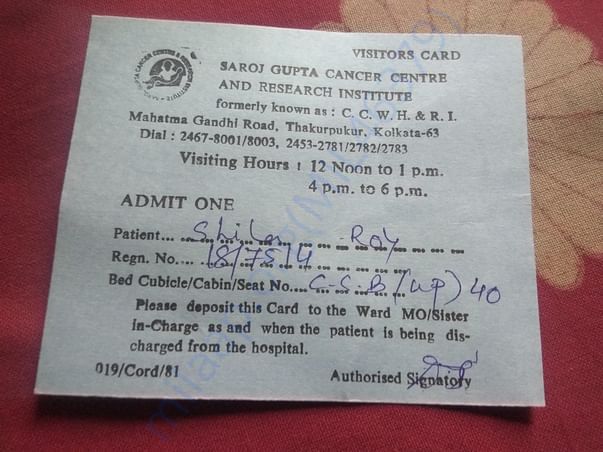 VISITORS CARD
SAROJ GUPTA CANCER CENTRE
AND RESEARCH INSTITUTE
formerly known as : C. C. W. H. & R. I.
Mahatma Gandhi Road, Thakurpukur, Kolkata-63
Dial : 2467-8001/8003, 2453-2781/2782/2783
Visiting Hours : 12 Noon to 1 p.m.
4 p.m. to 6 p.m.
ADMIT ONE
Patient... Shila Roy
Regn. No.... 18/7514
Bed Cubicle/Cabin/Seat No.... C-S-B (up) 40
Please deposit this Card to the Ward MO/Sister
in-Charge as and when the patient is being dis-
charged from the hospital.
019/Cord/81 Authorised Signatory